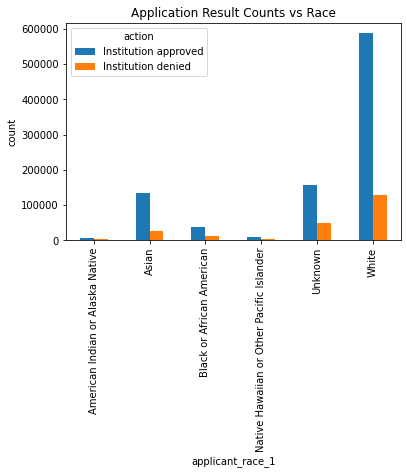 Application Result Counts vs Race
action
Institution approved
Institution denied
count
600000
500000
400000
300000
200000
100000
0
American Indian or Alaska Native
Asian
Black or African American
Native Hawaiian or Other Pacific Islander
Unknown
White
applicant_race_1